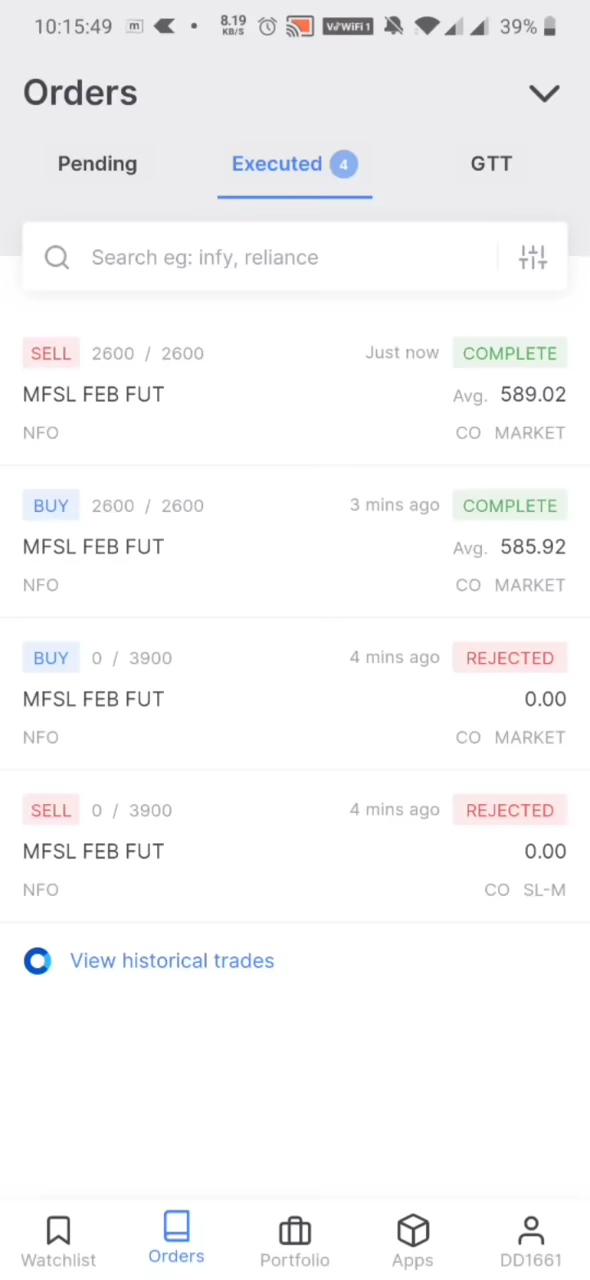 10:15:49 m 8.19 KB/S VoWiFi 1 39%
Orders
Pending Executed 4 GTT
Search eg: infy, reliance
SELL 2600 / 2600 Just now COMPLETE
MFSL FEB FUT Avg. 589.02
NFO CO MARKET
BUY 2600 / 2600 3 mins ago COMPLETE
MFSL FEB FUT Avg. 585.92
NFO CO MARKET
BUY 0 / 3900 4 mins ago REJECTED
MFSL FEB FUT 0.00
NFO CO MARKET
SELL 0 / 3900 4 mins ago REJECTED
MFSL FEB FUT 0.00
NFO CO SL-M
View historical trades
Watchlist Orders Portfolio Apps DD1661